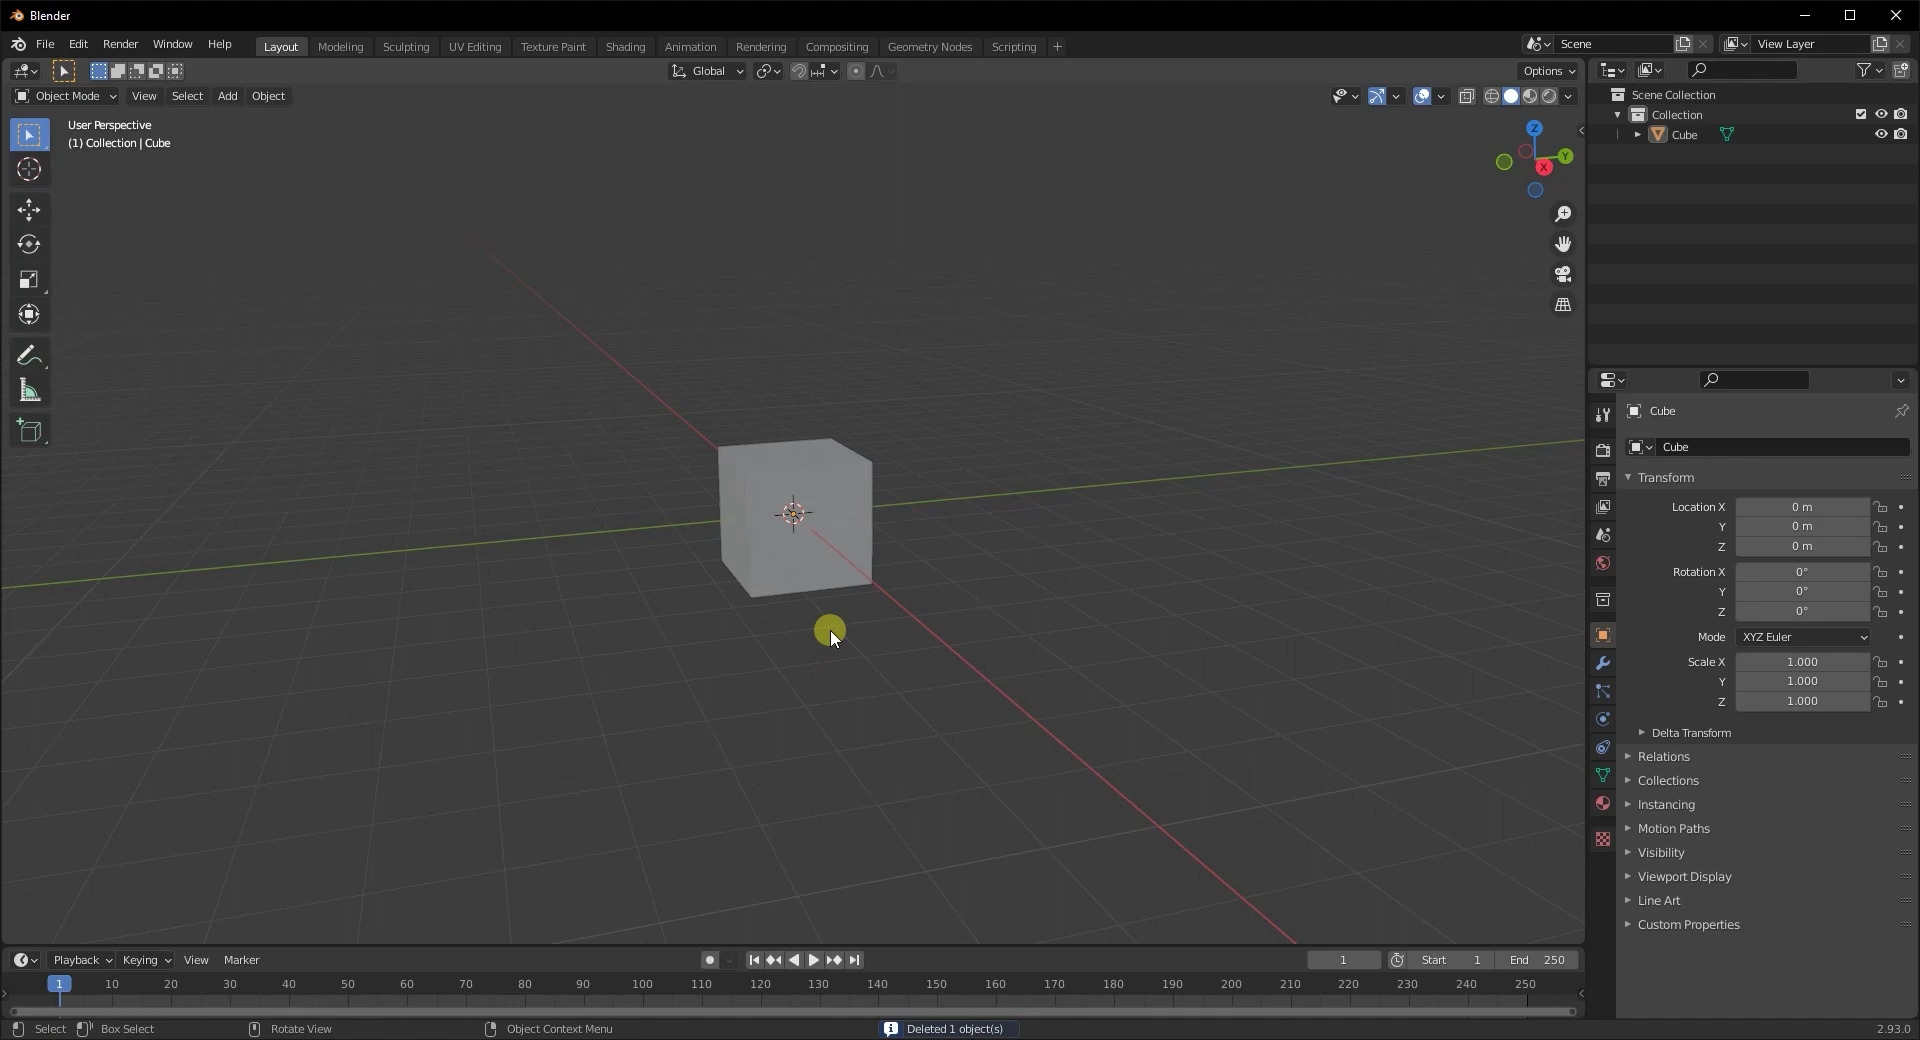 Blender
File Edit Render Window Help Layout Modeling Sculpting UV Editing Texture Paint Shading Animation Rendering Compositing Geometry Nodes Scripting + Scene View Layer
Global Options
Object Mode View Select Add Object
User Perspective
(1) Collection | Cube
Z
Y
X
Scene Collection
Collection
Cube
Cube
Cube
Transform
Location X 0 m
Y 0 m
Z 0 m
Rotation X 0°
Y 0°
Z 0°
Mode XYZ Euler
Scale X 1.000
Y 1.000
Z 1.000
Delta Transform
Relations
Collections
Instancing
Motion Paths
Visibility
Viewport Display
Line Art
Custom Properties
Playback Keying View Marker 1 Start 1 End 250
1 10 20 30 40 50 60 70 80 90 100 110 120 130 140 150 160 170 180 190 200 210 220 230 240 250
Select Box Select Rotate View Object Context Menu Deleted 1 object(s) 2.93.0